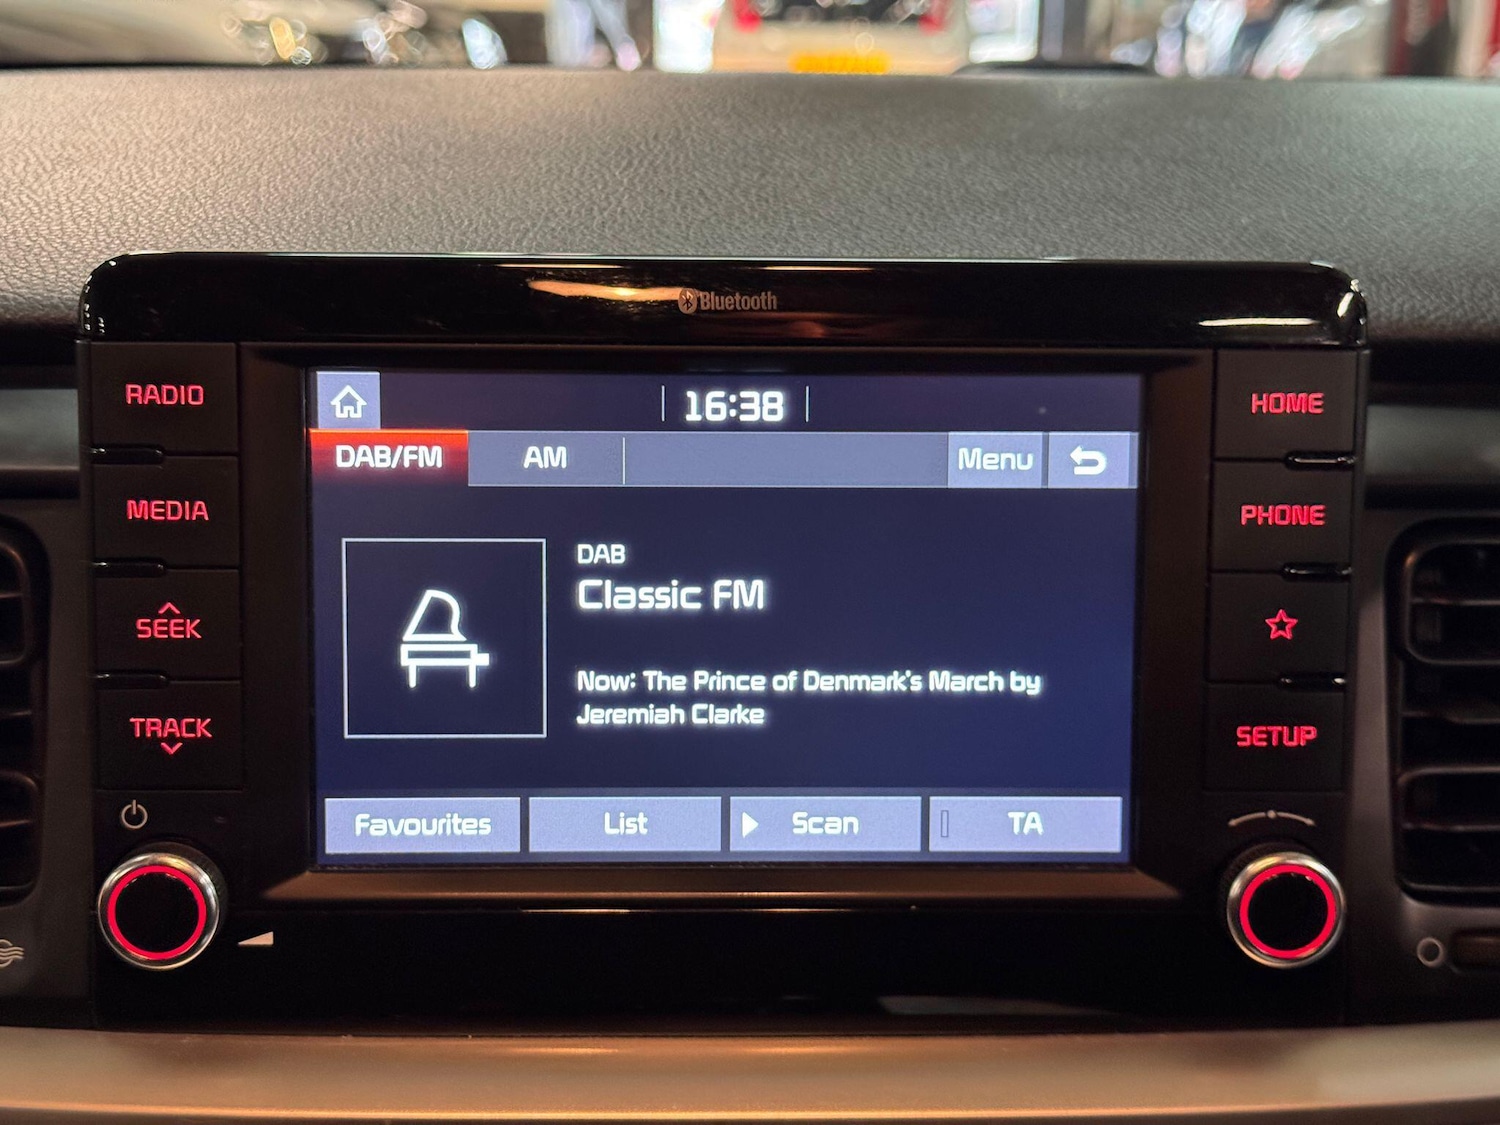 Bluetooth
RADIO
MEDIA
SEEK
TRACK
16:38
DAB/FM
AM
Menu
DAB
Classic FM
Now: The Prince of Denmark's March by
Jeremiah Clarke
Favourites
List
Scan
TA
HOME
PHONE
SETUP